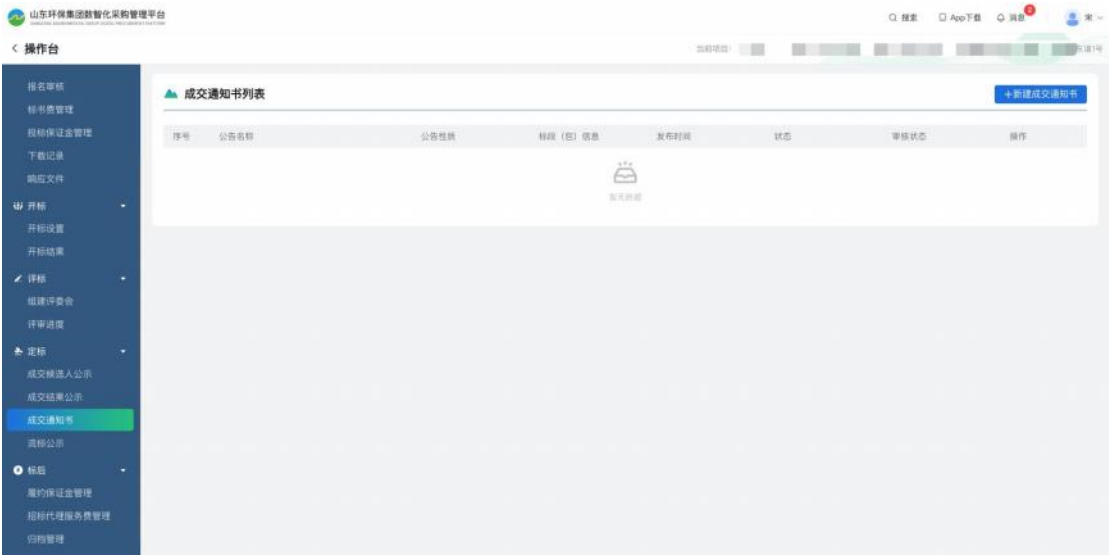 山东环保集团数智化采购管理平台
搜索 App下载 消息 2 宋
操作台
当前项目:
成交通知书列表
+新建成交通知书
序号 公告名称 公告性质 标段（包）信息 发布时间 状态 审核状态 操作
暂无数据
报名审核
标书费管理
投标保证金管理
下载记录
响应文件
开标
开标设置
开标结果
评标
组建评委会
评审进度
定标
成交候选人公示
成交结果公示
成交通知书
流标公示
标后
履约保证金管理
招标代理服务费管理
归档管理